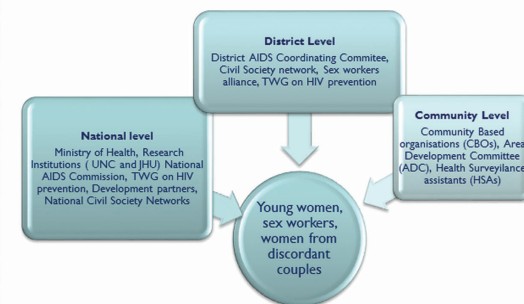 District Level
District AIDS Coordinating Commitee,
Civil Society network, Sex workers
alliance, TWG on HIV prevention
National level
Ministry of Health, Research
Institutions ( UNC and JHU) National
AIDS Commission, TWG on HIV
prevention, Development partners,
National Civil Society Networks
Community Level
Community Based
organisations (CBOs), Area
Development Committee
(ADC), Health Surveyilance
assistants (HSAs)
Young women,
sex workers,
women from
discordant
couples